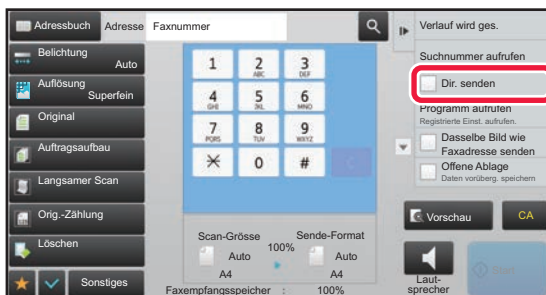 Adressbuch
Adresse
Faxnummer
Belichtung
Auto
Auflösung
Superfein
Original
Auftragsaufbau
Langsamer Scan
Orig.-Zählung
Löschen
Sonstiges
1
2
ABC
3
DEF
4
GHI
5
JKL
6
MNO
7
PQRS
8
TUV
9
WXYZ
0
#
C
Scan-Grösse
Sende-Format
100%
Auto
Auto
A4
A4
Faxempfangsspeicher : 100%
Verlauf wird ges.
Suchnummer aufrufen
Dir. senden
Programm aufrufen
Registrierte Einst. aufrufen.
Dasselbe Bild wie
Faxadresse senden
Offene Ablage
Daten vorüberg. speichern
Vorschau
CA
Laut-
sprecher
Start